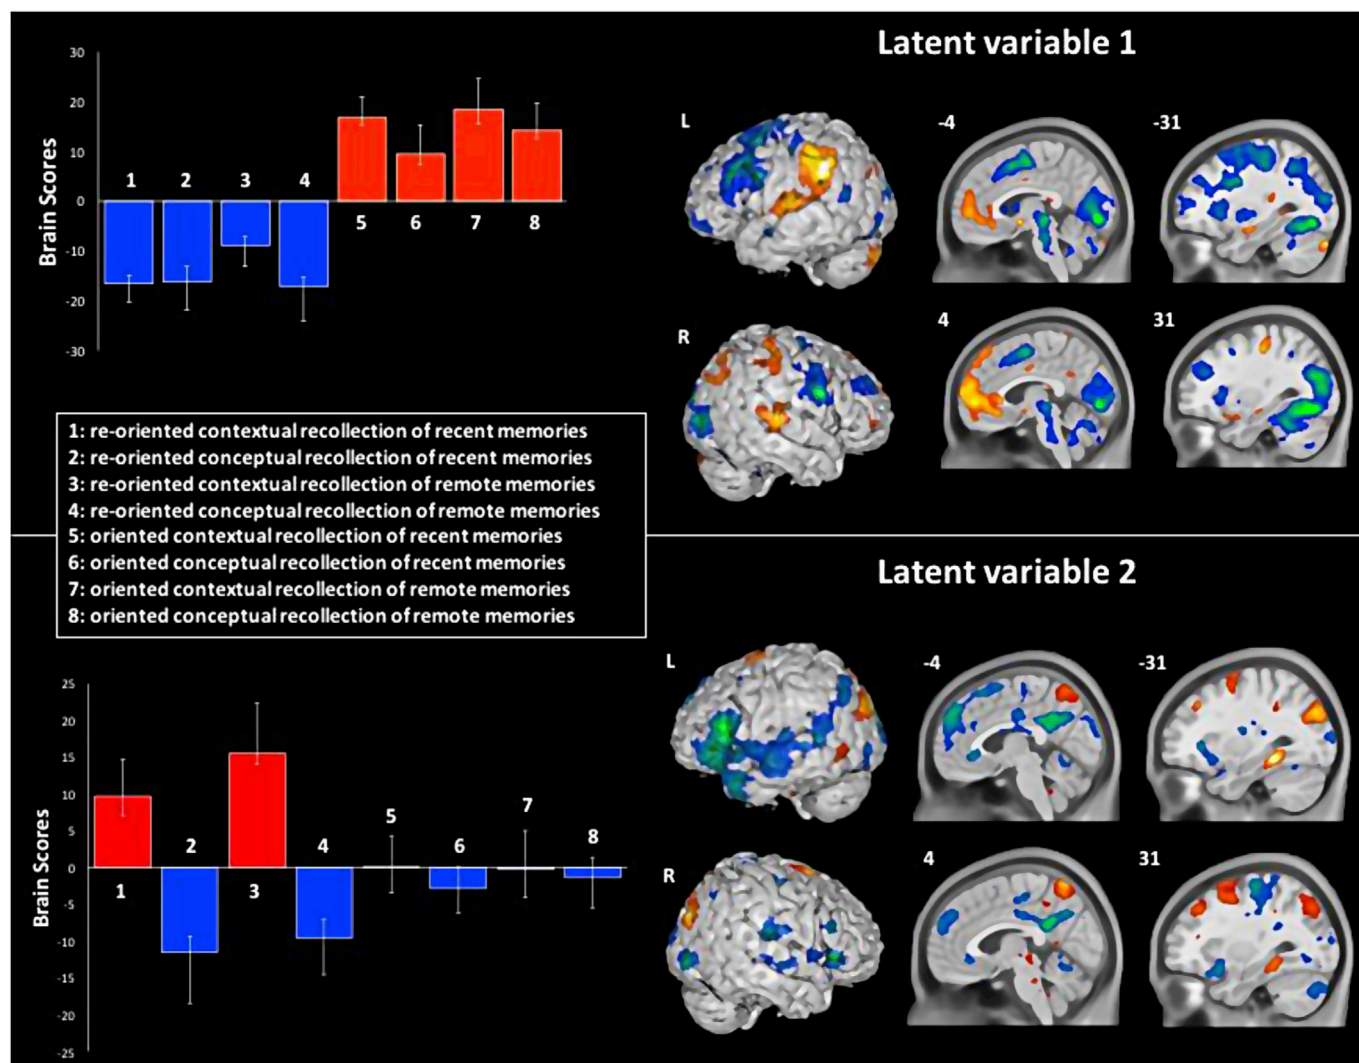 Latent variable 1
30
20
10
0
-10
-20
-30
Brain Scores
1
2
3
4
5
6
7
8
L
-4
-31
R
4
31
1: re-oriented contextual recollection of recent memories
2: re-oriented conceptual recollection of recent memories
3: re-oriented contextual recollection of remote memories
4: re-oriented conceptual recollection of remote memories
5: oriented contextual recollection of recent memories
6: oriented conceptual recollection of recent memories
7: oriented contextual recollection of remote memories
8: oriented conceptual recollection of remote memories
Latent variable 2
25
20
15
10
5
0
-5
-10
-15
-20
-25
Brain Scores
1
2
3
4
5
6
7
8
L
-4
-31
R
4
31